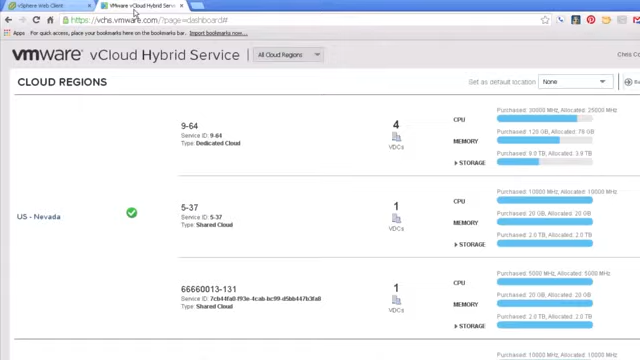 vSphere Web Client
VMware vCloud Hybrid Serv
https://vchs.vmware.com/?page=dashboard#
Apps For quick access, place your bookmarks here on the bookmarks bar. Import bookmarks now...
vmware vCloud Hybrid Service All Cloud Regions
Chris Co
CLOUD REGIONS
Set as default location None
9-64
Service ID: 9-64
Type: Dedicated Cloud
4
VDCs
CPU
Purchased: 30000 MHz, Allocated: 25000 MHz
MEMORY
Purchased: 120 GB, Allocated: 78 GB
STORAGE
Purchased: 9.0 TB, Allocated: 3.9 TB
US - Nevada
5-37
Service ID: 5-37
Type: Shared Cloud
1
VDCs
CPU
Purchased: 10000 MHz, Allocated: 10000 MHz
MEMORY
Purchased: 20 GB, Allocated: 20 GB
STORAGE
Purchased: 2.0 TB, Allocated: 2.0 TB
66660013-131
Type: Shared Cloud
1
VDCs
CPU
Purchased: 5000 MHz, Allocated: 5000 MHz
MEMORY
Purchased: 20 GB, Allocated: 20 GB
STORAGE
Purchased: 2.0 TB, Allocated: 2.0 TB